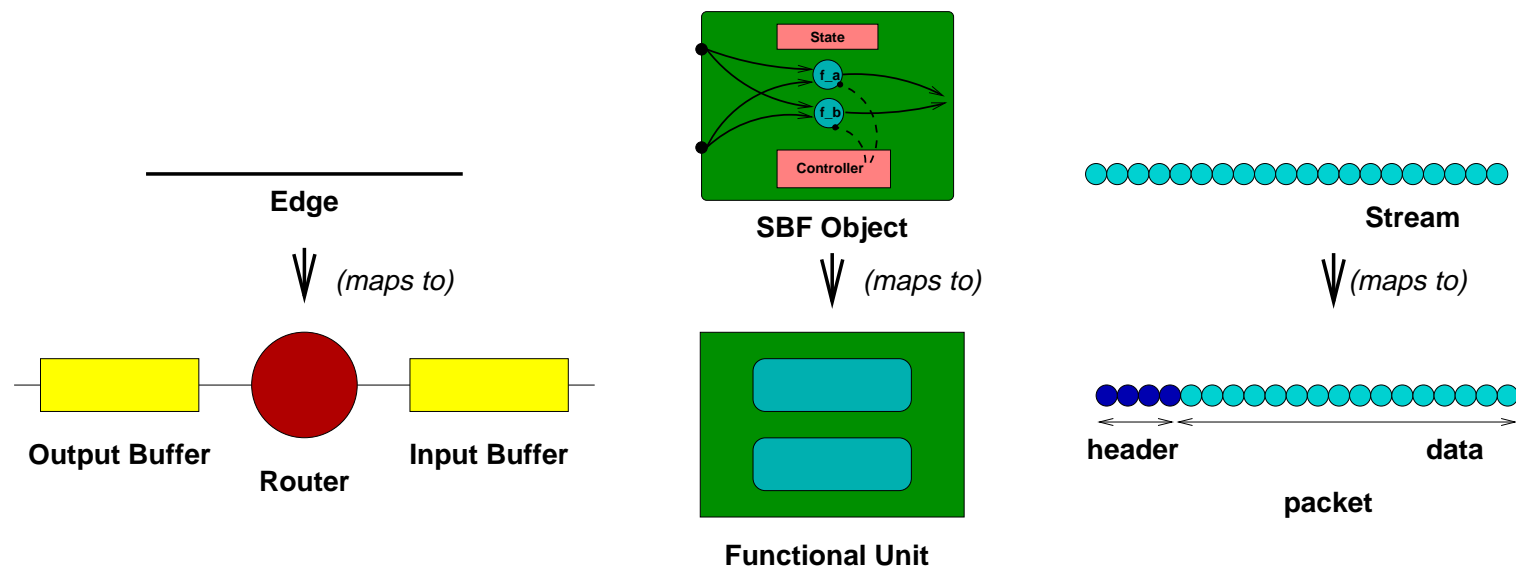 State
f_a
f_b
Controller
Edge
SBF Object
Stream
(maps to)
(maps to)
(maps to)
Output Buffer
Router
Input Buffer
Functional Unit
header
data
packet